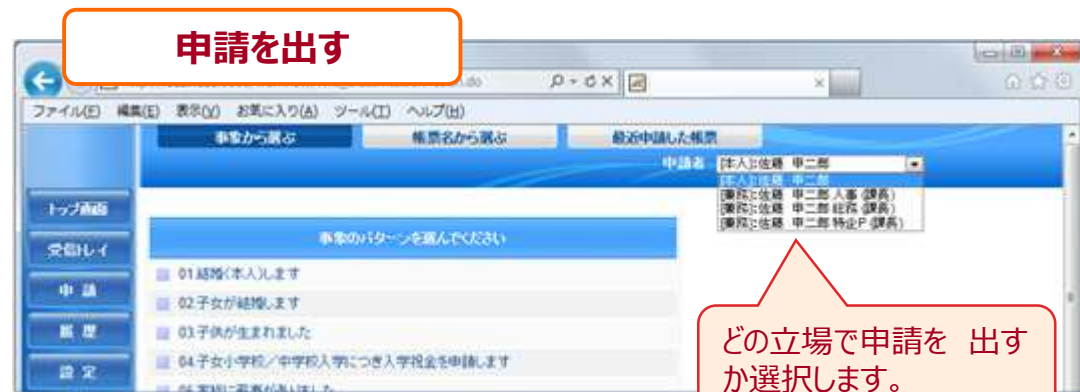 申請を出す
.do
ファイル(F) 編集(E) 表示(V) お気に入り(A) ツール(T) ヘルプ(H)
事象から選ぶ 帳票名から選ぶ 最近申請した帳票
申請者 [本人]:佐藤 申二郎
[本人]:佐藤 申二郎
[兼務]:佐藤 申二郎 人事 (課長)
[兼務]:佐藤 申二郎 総務 (課長)
[兼務]:佐藤 申二郎 特企P (課長)
トップ画面
受信トレイ
申 請
履 歴
設 定
事象のパターンを選んでください
01 結婚(本人)します
02 子女が結婚します
03 子供が生まれました
04 子女小学校/中学校入学につき入学祝金を申請します
どの立場で申請を 出す
か選択します。